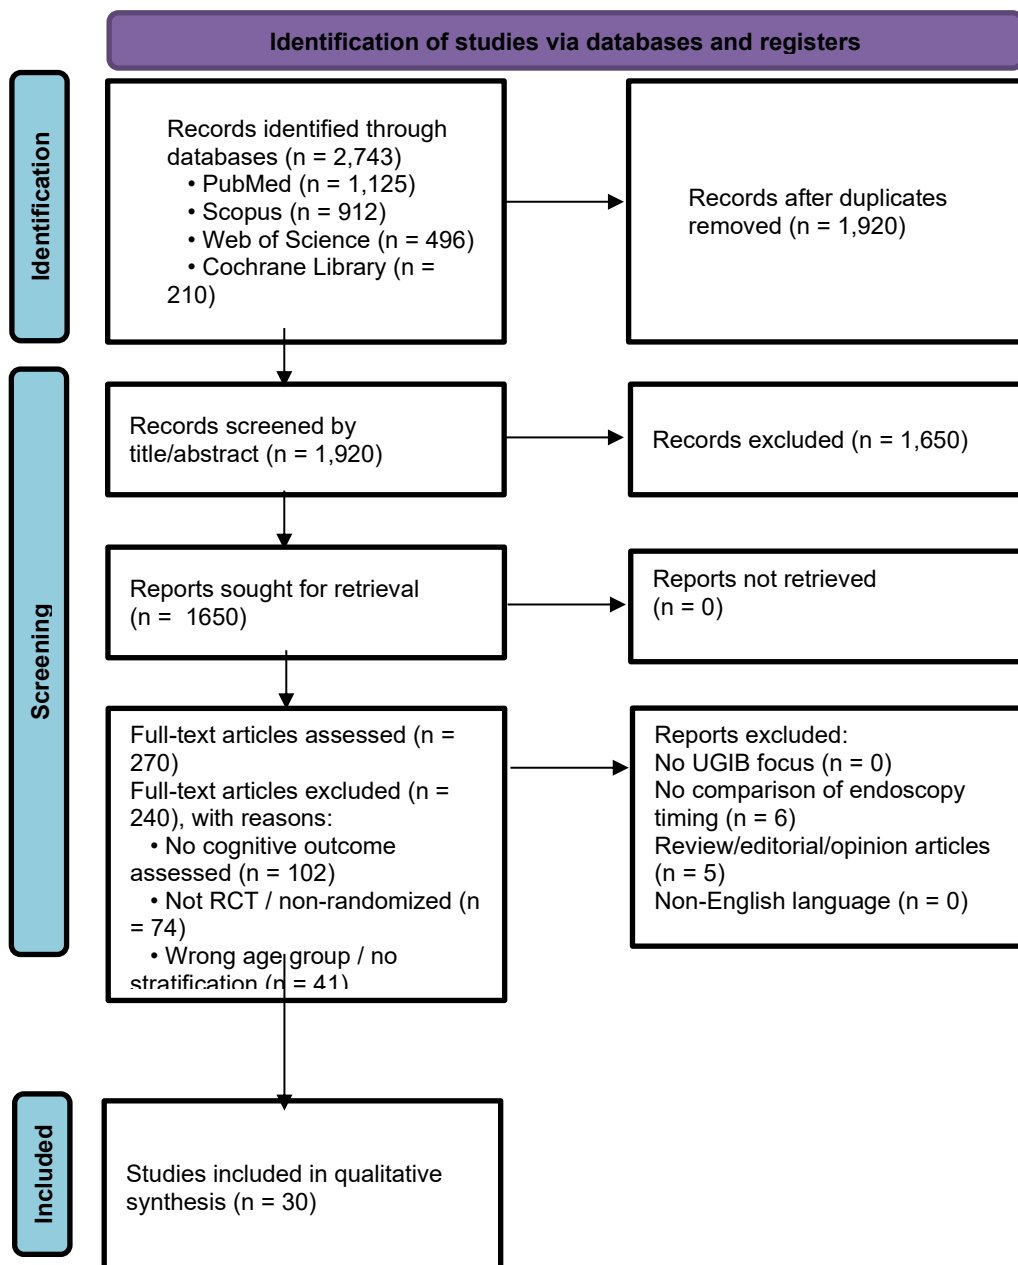 Identification of studies via databases and registers
Identification
Records identified through
databases (n = 2,743)
• PubMed (n = 1,125)
• Scopus (n = 912)
• Web of Science (n = 496)
• Cochrane Library (n =
210)
Records after duplicates
removed (n = 1,920)
Screening
Records screened by
title/abstract (n = 1,920)
Records excluded (n = 1,650)
Reports sought for retrieval
(n =  1650)
Reports not retrieved
(n = 0)
Full-text articles assessed (n =
270)
Full-text articles excluded (n =
240), with reasons:
• No cognitive outcome
assessed (n = 102)
• Not RCT / non-randomized (n
= 74)
• Wrong age group / no
stratification (n = 41)
Reports excluded:
No UGIB focus (n = 0)
No comparison of endoscopy
timing (n = 6)
Review/editorial/opinion articles
(n = 5)
Non-English language (n = 0)
Included
Studies included in qualitative
synthesis (n = 30)